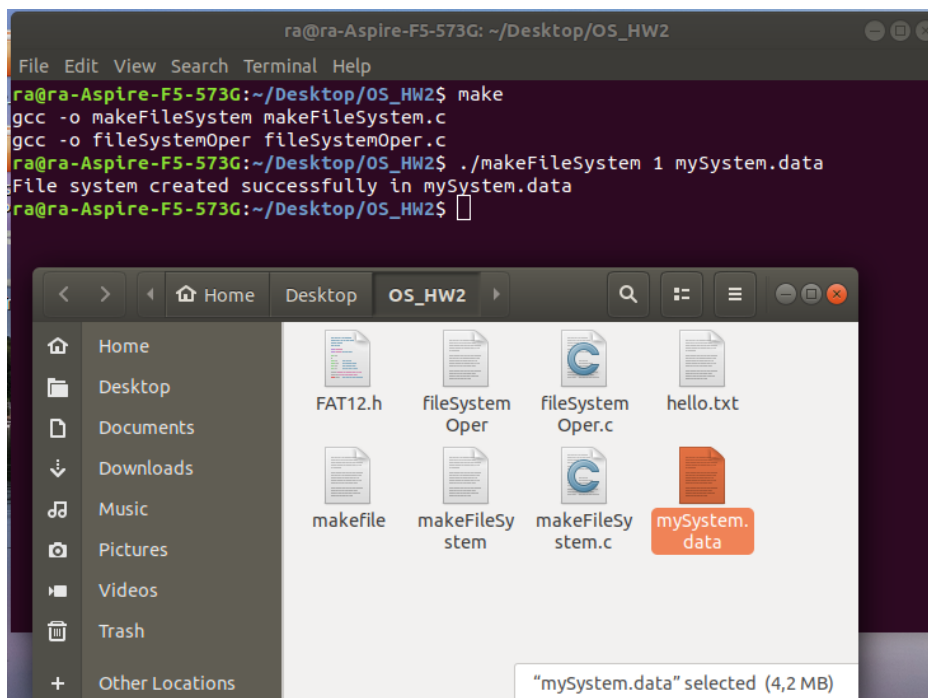 ra@ra-Aspire-F5-573G: ~/Desktop/OS_HW2
File Edit View Search Terminal Help
ra@ra-Aspire-F5-573G:~/Desktop/OS_HW2$ make
gcc -o makeFileSystem makeFileSystem.c
gcc -o fileSystemOper fileSystemOper.c
ra@ra-Aspire-F5-573G:~/Desktop/OS_HW2$ ./makeFileSystem 1 mySystem.data
File system created successfully in mySystem.data
ra@ra-Aspire-F5-573G:~/Desktop/OS_HW2$
Home Desktop OS_HW2
Home
Desktop
Documents
Downloads
Music
Pictures
Videos
Trash
+ Other Locations
FAT12.h
fileSystem
Oper
fileSystem
Oper.c
hello.txt
makefile
makeFileSy
stem
makeFileSy
stem.c
mySystem.
data
“mySystem.data” selected (4,2 MB)